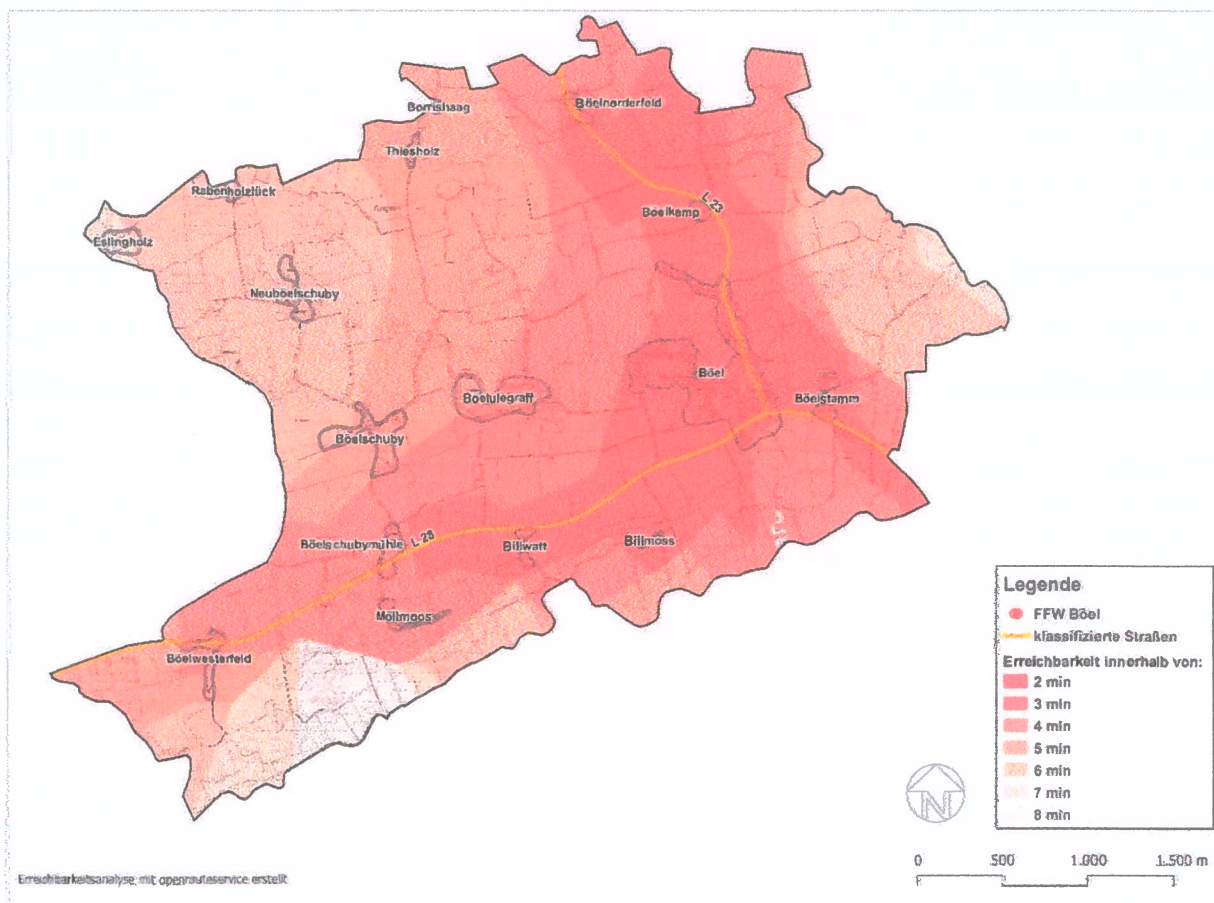 Böelnorderfeld
Borrishaag
Thiesholz
Rabenholzlück
Böelkamp
L 23
Eslingholz
Neuböelschuby
Böel
Böelulegraff
Böelstamm
Böelschuby
Böelschubymühle
L 28
Billwatt
Billmoss
Möllmoos
Böelwesterfeld
Legende
FFW Böel
klassifizierte Straßen
Erreichbarkeit innerhalb von:
2 min
3 min
4 min
5 min
6 min
7 min
8 min
N
0 500 1.000 1.500 m
Erreichbarkeitsanalyse mit openrouteservice erstellt